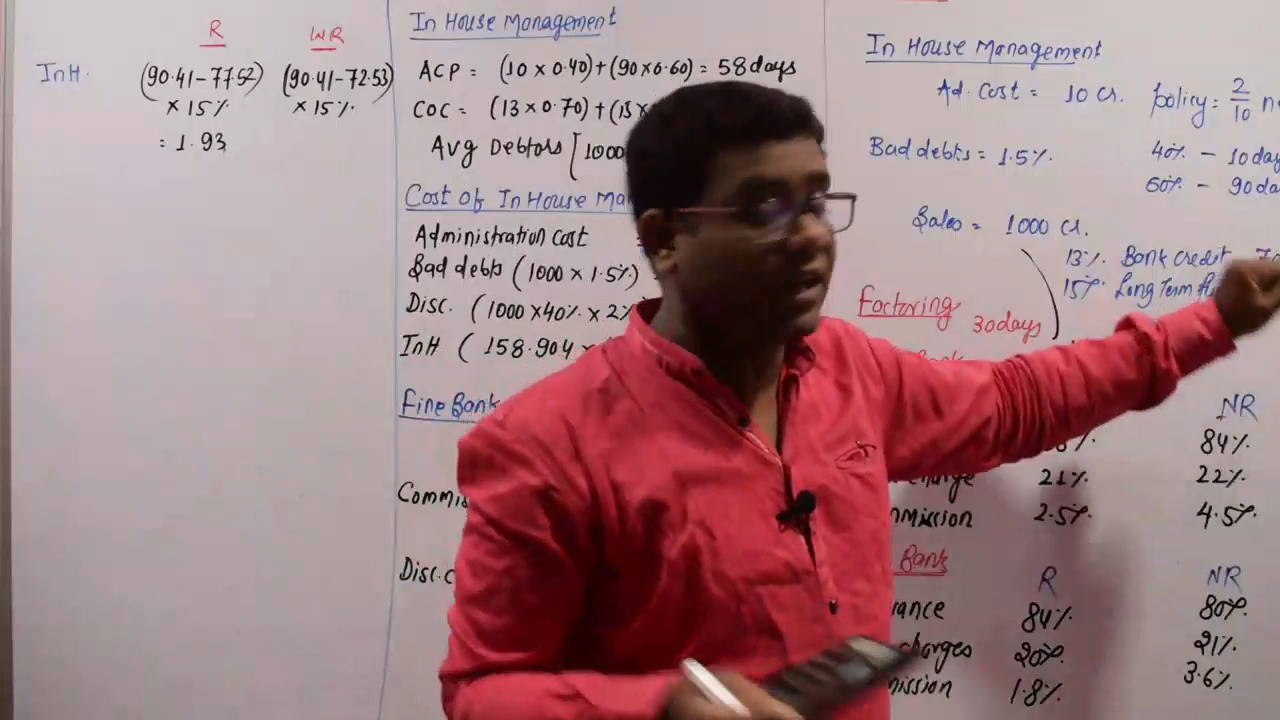 R WR
InH. (90.41-77.52) (90.41-72.53)
× 15% × 15%
= 1.93
In House Management
ACP = (10 x 0.40)+(90x0.60) = 58 days
COC = (13 x 0.70) +(15 x
Avg Debtors [1000
Cost Of In House Ma
Administration cost =
Bad debts (1000 x 1.5%) =
Disc. (1000 x 40% x 2%
InH ( 158.904 x
Fine Bank
Commis
Disc. C
In House Management
Ad. Cost = 10 Cr. policy = 2/10
Bad debts = 1.5%. 40% - 10 day
60% - 90 da
Sales = 1000 Cr.
13%. Bank credit
15%. Long Term
Factoring 30 days
NR
84%.
21% 22%.
mmission 2.5% 4.5%.
Bank
R NR
84% 80%
charges 20% 21%.
mission 1.8% 3.6%.